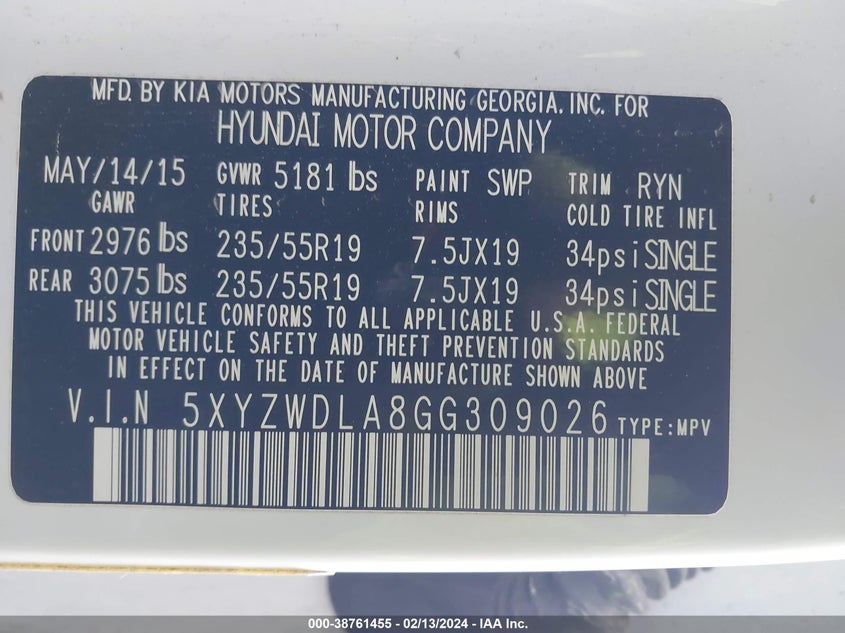 MFD. BY KIA MOTORS MANUFACTURING GEORGIA. INC. FOR
HYUNDAI MOTOR COMPANY
MAY/14/15 GVWR 5181 lbs PAINT SWP TRIM RYN
GAWR TIRES RIMS COLD TIRE INFL
FRONT 2976 lbs 235/55R19 7.5JX19 34psi SINGLE
REAR 3075 lbs 235/55R19 7.5JX19 34psi SINGLE
THIS VEHICLE CONFORMS TO ALL APPLICABLE U.S.A. FEDERAL
MOTOR VEHICLE SAFETY AND THEFT PREVENTION STANDARDS
IN EFFECT ON THE DATE OF MANUFACTURE SHOWN ABOVE
V.I.N 5XYZWDLA8GG309026 TYPE:MPV
000-38761455 - 02/13/2024 - IAA Inc.